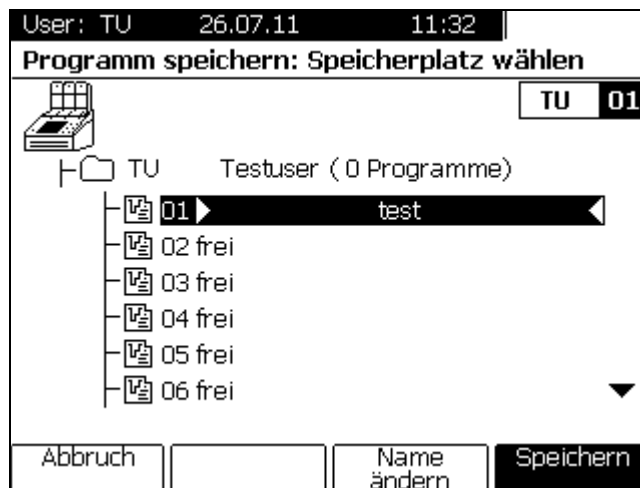 User: TU 26.07.11 11:32
Programm speichern: Speicherplatz wählen
TU 01
TU Testuser ( 0 Programme)
01 test
02 frei
03 frei
04 frei
05 frei
06 frei
Abbruch Name ändern Speichern